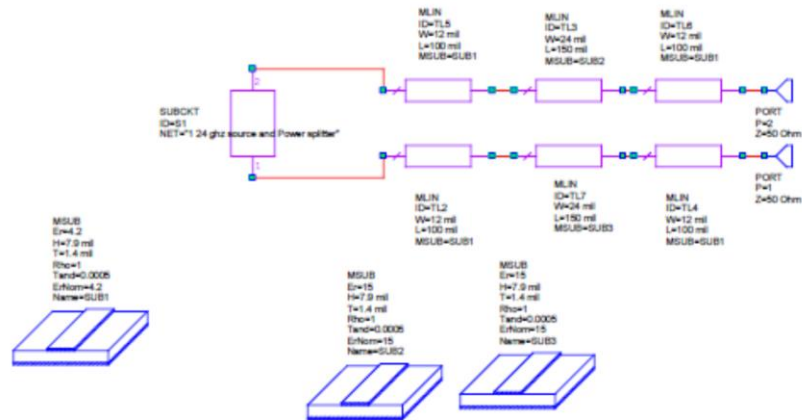 MLIN
ID=TL5
W=12 mil
L=100 mil
MSUB=SUB1
MLIN
ID=TL3
W=24 mil
L=150 mil
MSUB=SUB2
MLIN
ID=TL6
W=12 mil
L=100 mil
MSUB=SUB1
2
SUBCKT
ID=S1
NET="1 24 ghz source and Power splitter"
1
PORT
P=2
Z=50 Ohm
MLIN
ID=TL2
W=12 mil
L=100 mil
MSUB=SUB1
MLIN
ID=TL7
W=24 mil
L=150 mil
MSUB=SUB3
MLIN
ID=TL4
W=12 mil
L=100 mil
MSUB=SUB1
PORT
P=1
Z=50 Ohm
MSUB
Er=4.2
H=7.9 mil
T=1.4 mil
Rho=1
Tand=0.0005
ErNom=4.2
Name=SUB1
MSUB
Er=15
H=7.9 mil
T=1.4 mil
Rho=1
Tand=0.0005
ErNom=15
Name=SUB2
MSUB
Er=15
H=7.9 mil
T=1.4 mil
Rho=1
Tand=0.0005
ErNom=15
Name=SUB3